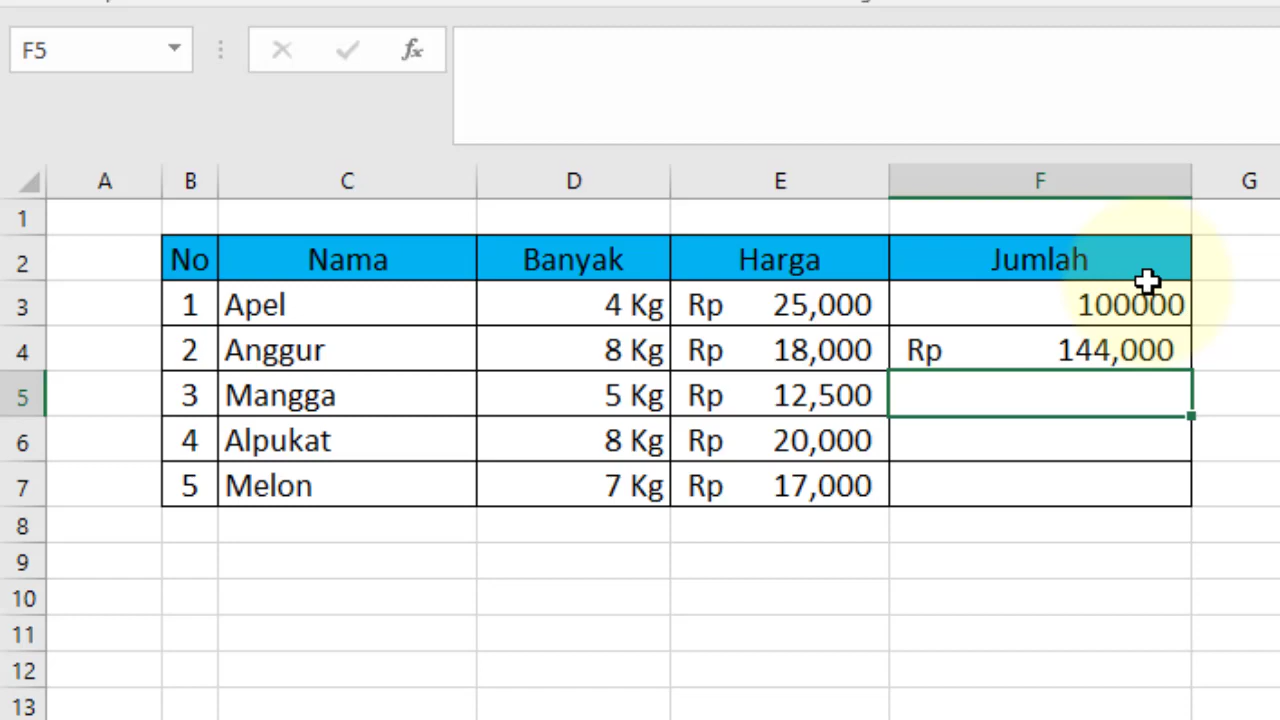 F5 fx
A B C D E F G
1
2 No Nama Banyak Harga Jumlah
3 1 Apel 4 Kg Rp 25,000 100000
4 2 Anggur 8 Kg Rp 18,000 Rp 144,000
5 3 Mangga 5 Kg Rp 12,500
6 4 Alpukat 8 Kg Rp 20,000
7 5 Melon 7 Kg Rp 17,000
8
9
10
11
12
13